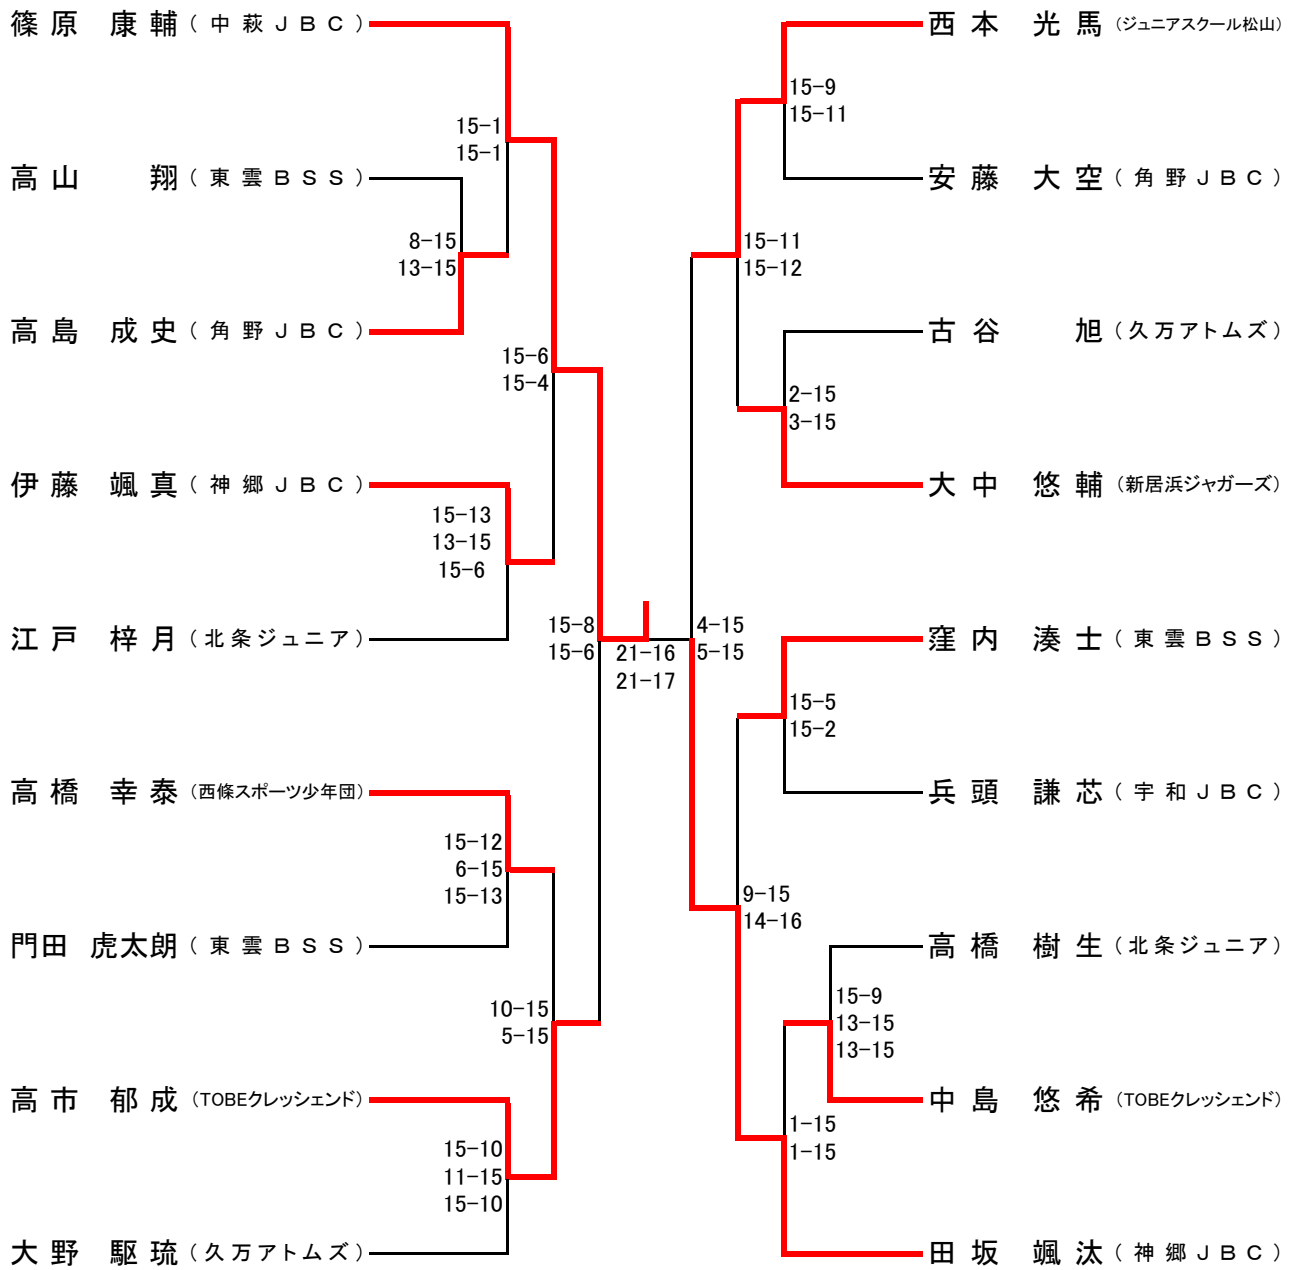 篠原 康輔（中萩ＪＢＣ）
15-1
15-1
高山 翔（東雲ＢＳＳ）
8-15
13-15
高島 成史（角野ＪＢＣ）
15-6
15-4
伊藤 颯真（神郷ＪＢＣ）
15-13
13-15
15-6
江戸 梓月（北条ジュニア）
15-8
15-6
高橋 幸泰（西條スポーツ少年団）
15-12
6-15
15-13
門田 虎太朗（東雲ＢＳＳ）
10-15
5-15
高市 郁成（TOBEクレッシェンド）
15-10
11-15
15-10
大野 駆琉（久万アトムズ）
21-16
21-17
西本 光馬（ジュニアスクール松山）
15-9
15-11
安藤 大空（角野ＪＢＣ）
15-11
15-12
古谷 旭（久万アトムズ）
2-15
3-15
大中 悠輔（新居浜ジャガーズ）
4-15
5-15
窪内 湊士（東雲ＢＳＳ）
15-5
15-2
兵頭 謙芯（宇和ＪＢＣ）
9-15
14-16
高橋 樹生（北条ジュニア）
15-9
13-15
13-15
中島 悠希（TOBEクレッシェンド）
1-15
1-15
田坂 颯汰（神郷ＪＢＣ）